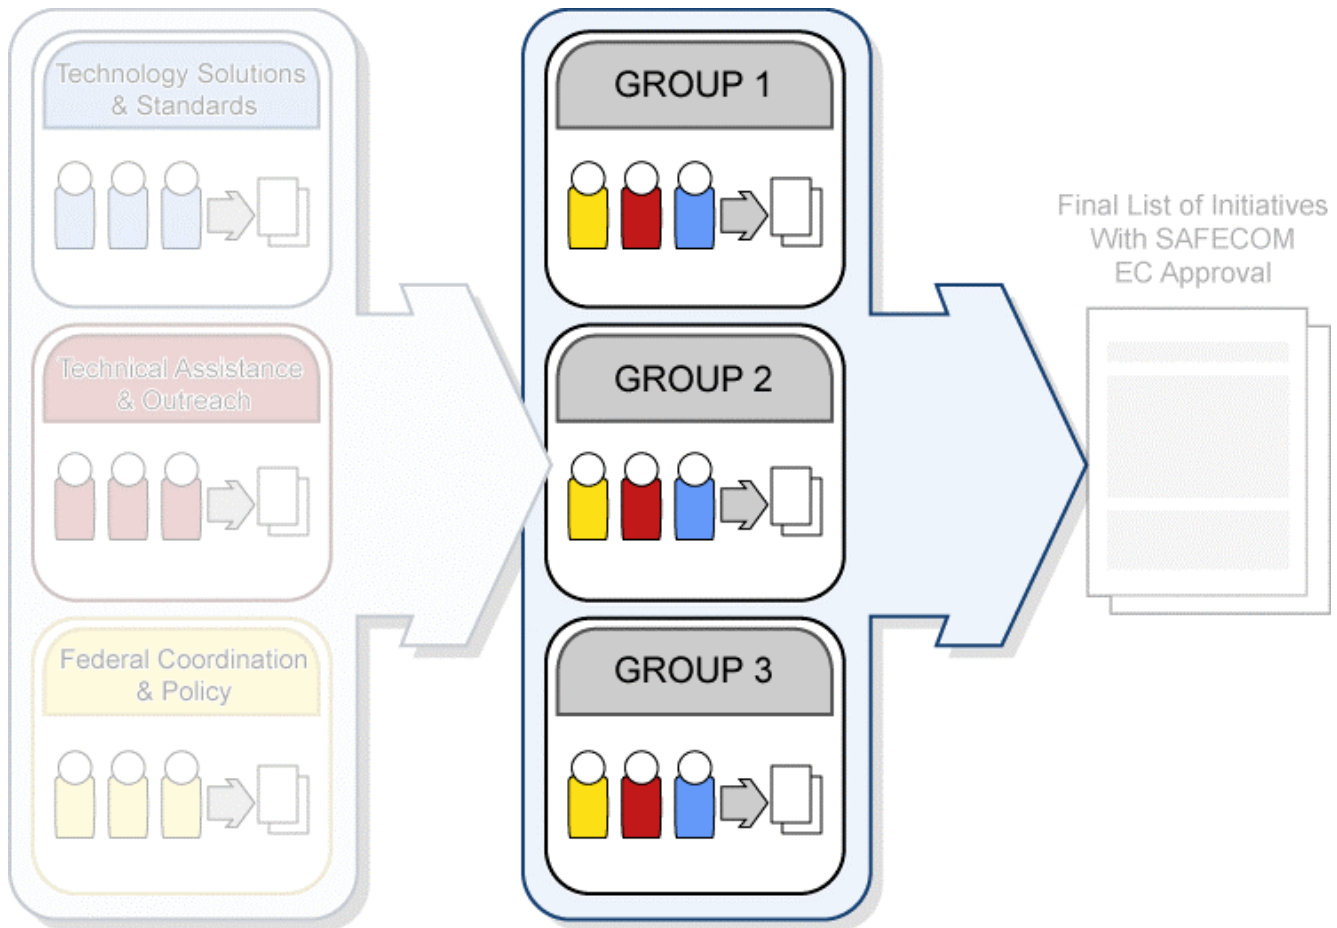 Technology Solutions
& Standards
Technical Assistance
& Outreach
Federal Coordination
& Policy
GROUP 1
GROUP 2
GROUP 3
Final List of Initiatives
With SAFECOM
EC Approval